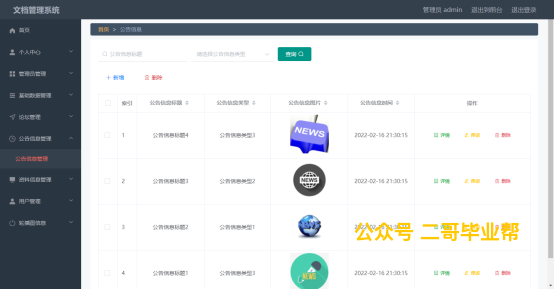 文档管理系统
管理员 admin 退出到前台 退出登录
首页 > 公告信息
首页
个人中心
管理员管理
基础数据管理
论坛管理
公告信息管理
公告信息管理
资料信息管理
用户管理
轮播图信息
公告信息标题 请选择公告信息类型 查询
+ 新增 删除
索引 公告信息标题 公告信息类型 公告信息图片 公告信息时间 操作
1 公告信息标题4 公告信息类型3 NEWS 2022-02-16 21:30:15 详情 修改 删除
2 公告信息标题3 公告信息类型2 NEWS 2022-02-16 21:30:15 详情 修改 删除
3 公告信息标题2 公告信息类型3 2022-02-16 21:30:15 详情 修改 删除
公众号 二哥毕业帮
4 公告信息标题1 公告信息类型3 2022-02-16 21:30:15 详情 修改 删除